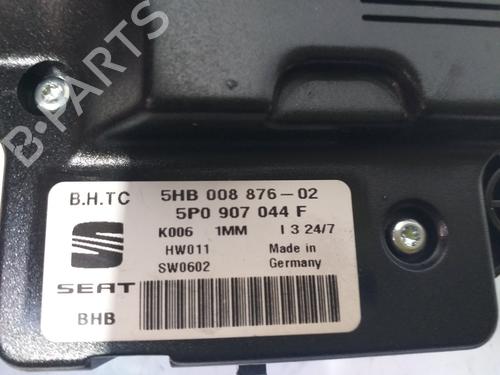 B-PARTS
B.H.TC 5HB 008 876-02
5P0 907 044 F
K006 1MM I 3 24/7
HW011 Made in
SW0602 Germany
SEAT
BHB